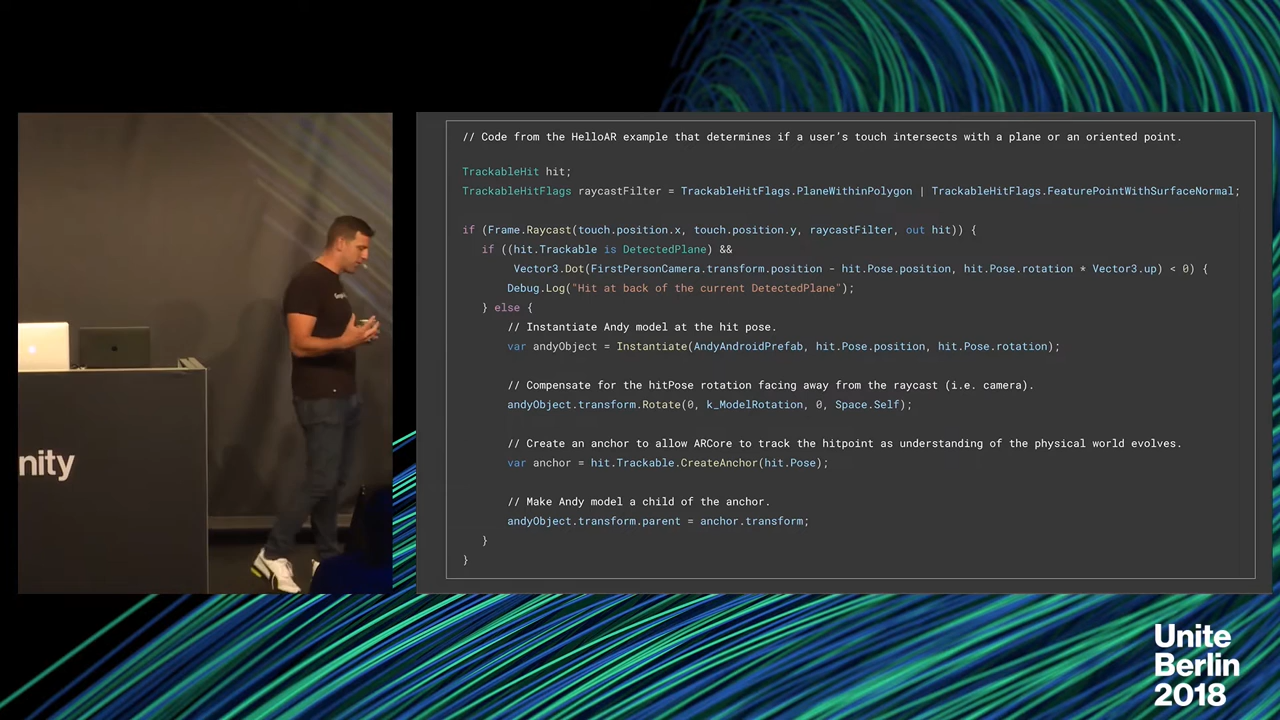 // Code from the HelloAR example that determines if a user's touch intersects with a plane or an oriented point.
TrackableHit hit;
TrackableHitFlags raycastFilter = TrackableHitFlags.PlaneWithinPolygon | TrackableHitFlags.FeaturePointWithSurfaceNormal;
if (Frame.Raycast(touch.position.x, touch.position.y, raycastFilter, out hit)) {
if ((hit.Trackable is DetectedPlane) &&
Vector3.Dot(FirstPersonCamera.transform.position - hit.Pose.position, hit.Pose.rotation * Vector3.up) < 0) {
Debug.Log("Hit at back of the current DetectedPlane");
} else {
// Instantiate Andy model at the hit pose.
var andyObject = Instantiate(AndyAndroidPrefab, hit.Pose.position, hit.Pose.rotation);
// Compensate for the hitPose rotation facing away from the raycast (i.e. camera).
andyObject.transform.Rotate(0, k_ModelRotation, 0, Space.Self);
// Create an anchor to allow ARCore to track the hitpoint as understanding of the physical world evolves.
var anchor = hit.Trackable.CreateAnchor(hit.Pose);
// Make Andy model a child of the anchor.
andyObject.transform.parent = anchor.transform;
}
}
nity
Unite
Berlin
2018